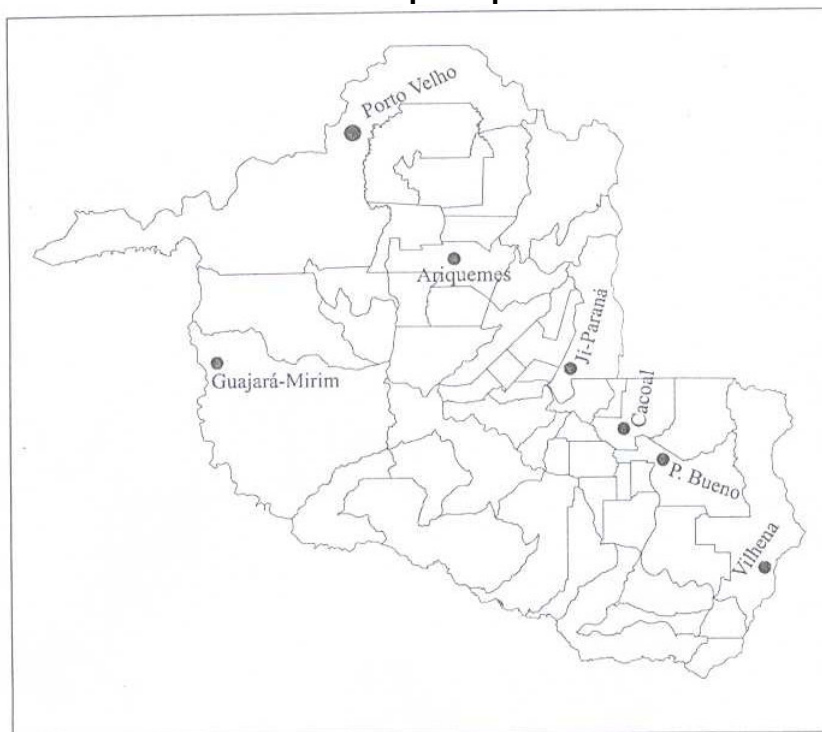 Porto Velho
Ariquemes
Ji-Paraná
Guajará-Mirim
Cacoal
P. Bueno
Vilhena